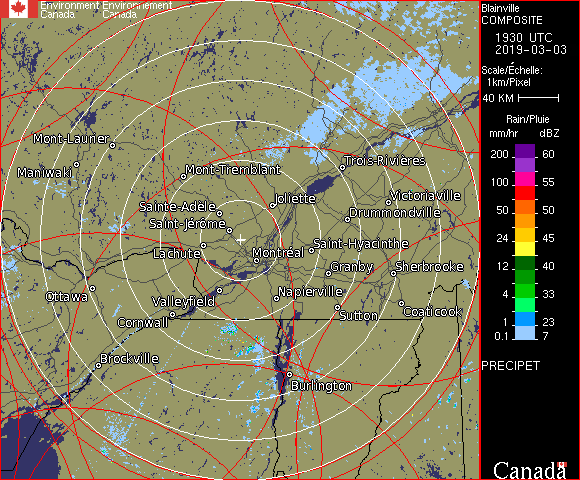 Environment Environnement
Canada Canada
Blainville
COMPOSITE
1930 UTC
2019-03-03
Scale/Échelle:
1km/Pixel
40 KM
Rain/Pluie
mm/hr dBZ
200 60
100 55
50 50
24 45
12 40
4 33
1 23
0.1 7
PRECIPET
Canada
Mont-Laurier
Maniwaki
Mont-Tremblant
Trois-Rivières
Joliette
Victoriaville
Sainte-Adèle
Drummondville
Saint-Jérôme
Saint-Hyacinthe
Lachute
Montréal
Granby
Sherbrooke
Ottawa
Napierville
Valleyfield
Coaticook
Sutton
Cornwall
Brockville
Burlington